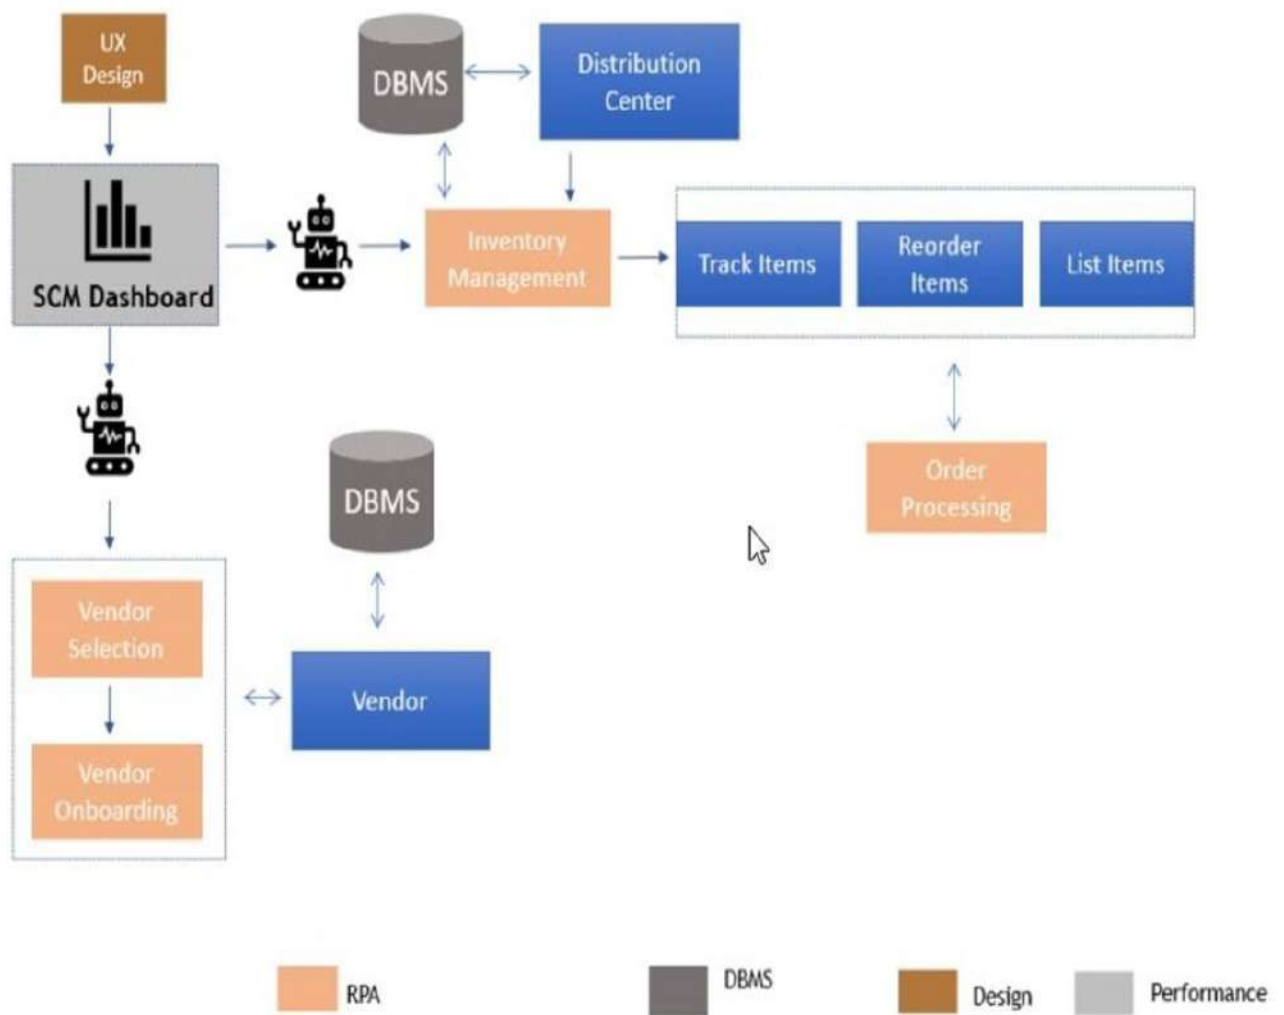 UX
Design
DBMS
Distribution
Center
SCM Dashboard
Inventory
Management
Track Items
Reorder
Items
List Items
Order
Processing
DBMS
Vendor
Selection
Vendor
Vendor
Onboarding
RPA
DBMS
Design
Performance